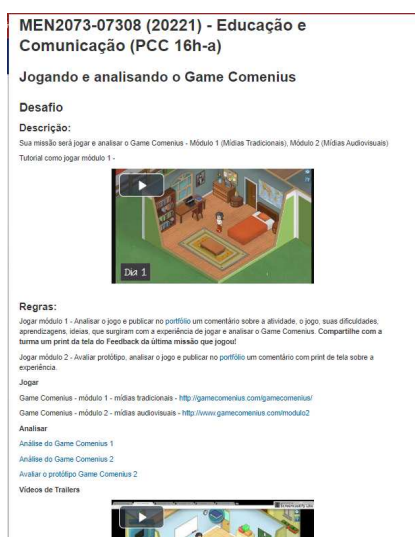 MEN2073-07308 (20221) - Educação e
Comunicação (PCC 16h-a)
Jogando e analisando o Game Comenius
Desafio
Descrição:
Sua missão será jogar e analisar o Game Comenius - Módulo 1 (Mídias Tradicionais), Módulo 2 (Mídias Audiovisuais)
Tutorial como jogar módulo 1 -
Dia 1
Regras:
Jogar módulo 1 - Analisar o jogo e publicar no portfólio um comentário sobre a atividade, o jogo, suas dificuldades,
aprendizagens, ideias, que surgiram com a experiência de jogar e analisar o Game Comenius. Compartilhe com a
turma um print da tela do Feedback da última missão que jogou!
Jogar módulo 2 - Avaliar protótipo, analisar o jogo e publicar no portfólio um comentário com print de tela sobre a
experiência.
Jogar
Game Comenius - módulo 1 - mídias tradicionais - http://gamecomenius.com/gamecomenius/
Game Comenius - módulo 2 - mídias audiovisuais - http://www.gamecomenius.com/modulo2
Analisar
Análise do Game Comenius 1
Análise do Game Comenius 2
Avaliar o protótipo Game Comenius 2
Vídeos de Trailers